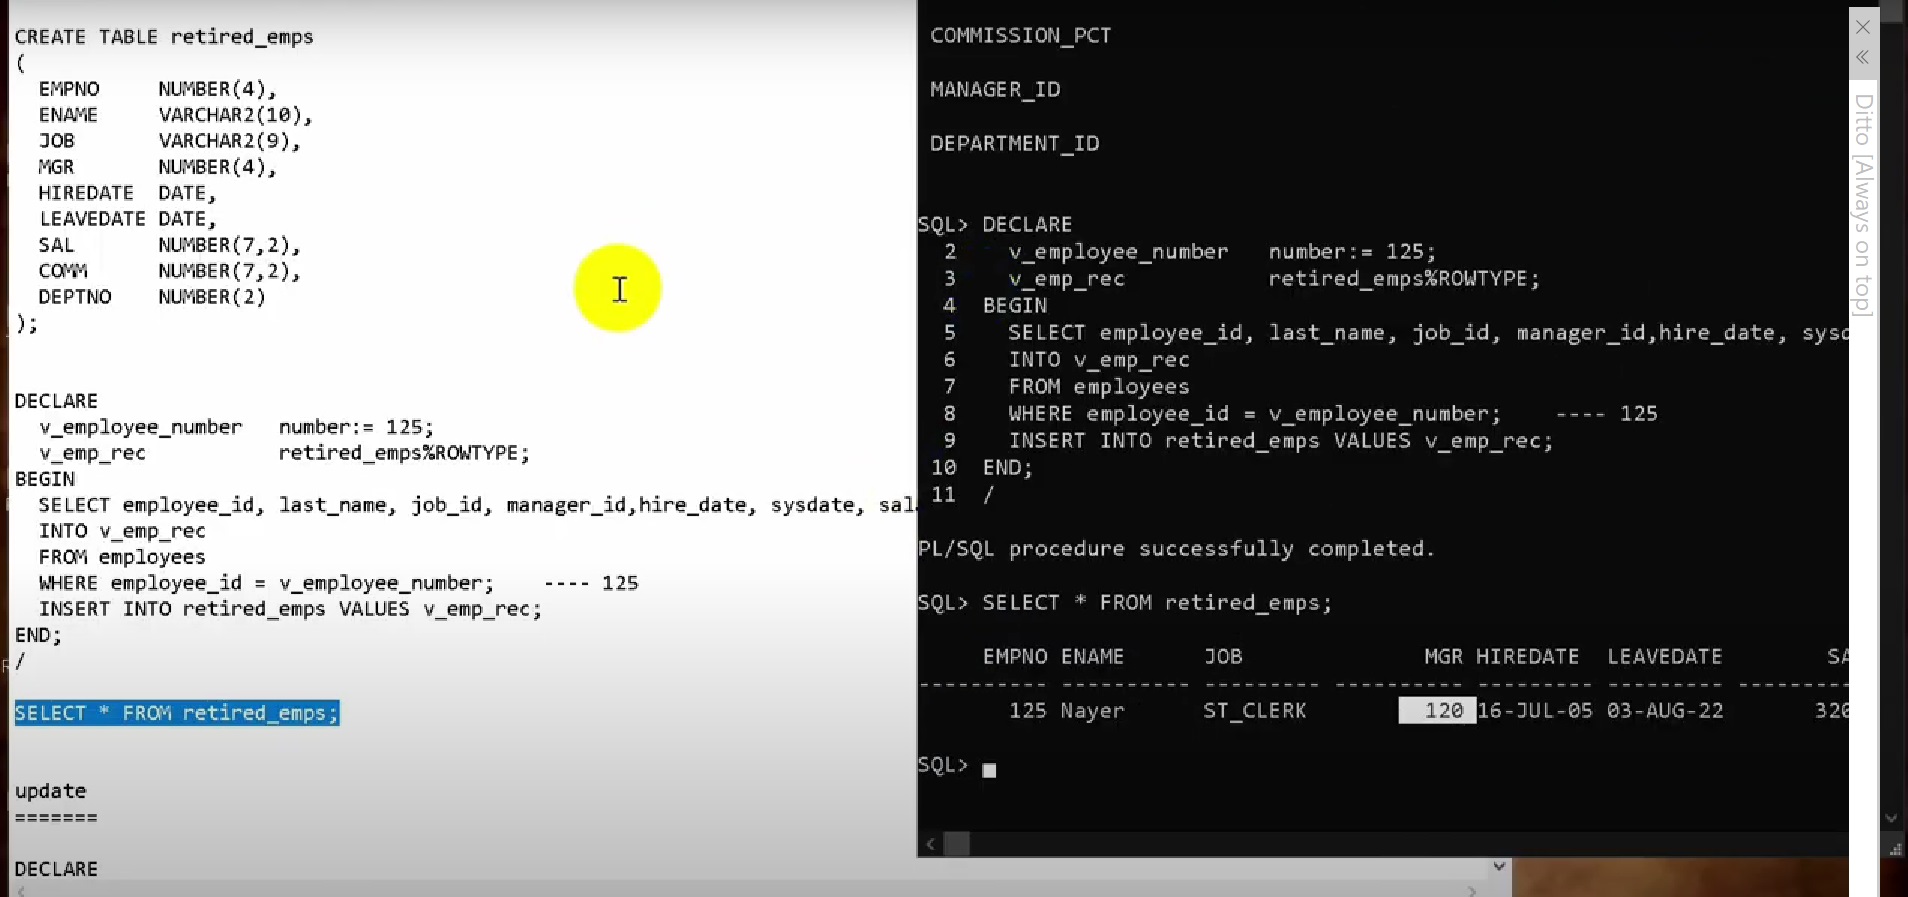 CREATE TABLE retired_emps
(
EMPNO NUMBER(4),
ENAME VARCHAR2(10),
JOB VARCHAR2(9),
MGR NUMBER(4),
HIREDATE DATE,
LEAVEDATE DATE,
SAL NUMBER(7,2),
COMM NUMBER(7,2),
DEPTNO NUMBER(2)
);
DECLARE
v_employee_number number:= 125;
v_emp_rec retired_emps%ROWTYPE;
BEGIN
SELECT employee_id, last_name, job_id, manager_id,hire_date, sysdate, sal
INTO v_emp_rec
FROM employees
WHERE employee_id = v_employee_number; ---- 125
INSERT INTO retired_emps VALUES v_emp_rec;
END;
/
SELECT * FROM retired_emps;
update
=======
DECLARE
COMMISSION_PCT
MANAGER_ID
DEPARTMENT_ID
SQL> DECLARE
2 v_employee_number number:= 125;
3 v_emp_rec retired_emps%ROWTYPE;
4 BEGIN
5 SELECT employee_id, last_name, job_id, manager_id,hire_date, sysd
6 INTO v_emp_rec
7 FROM employees
8 WHERE employee_id = v_employee_number; ---- 125
9 INSERT INTO retired_emps VALUES v_emp_rec;
10 END;
11 /
PL/SQL procedure successfully completed.
SQL> SELECT * FROM retired_emps;
EMPNO ENAME JOB MGR HIREDATE LEAVEDATE SA
---------- ---------- --------- ---------- --------- --------- ---------
125 Nayer ST_CLERK 120 16-JUL-05 03-AUG-22 320
SQL>
Ditto [Always on top]